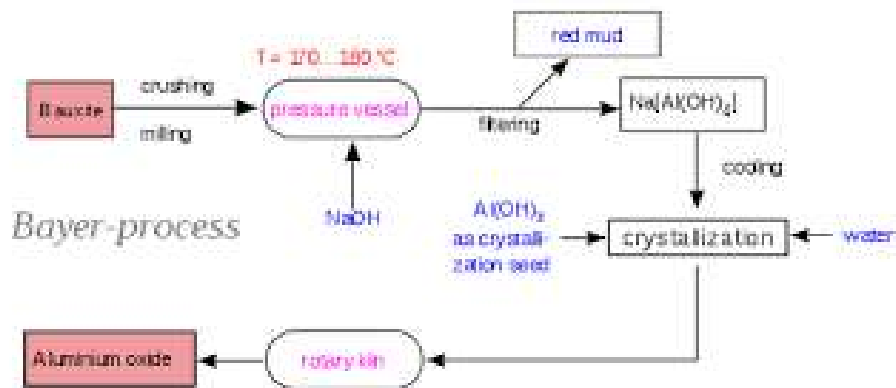 red mud
T = 170...180 °C
crushing
Bauxite
pressure vessel
Na[Al(OH)₄]
milling
filtering
cooling
NaOH
Bayer-process
Al(OH)₃
as crystalli-
zation seed
crystallization
water
Aluminium oxide
rotary kiln